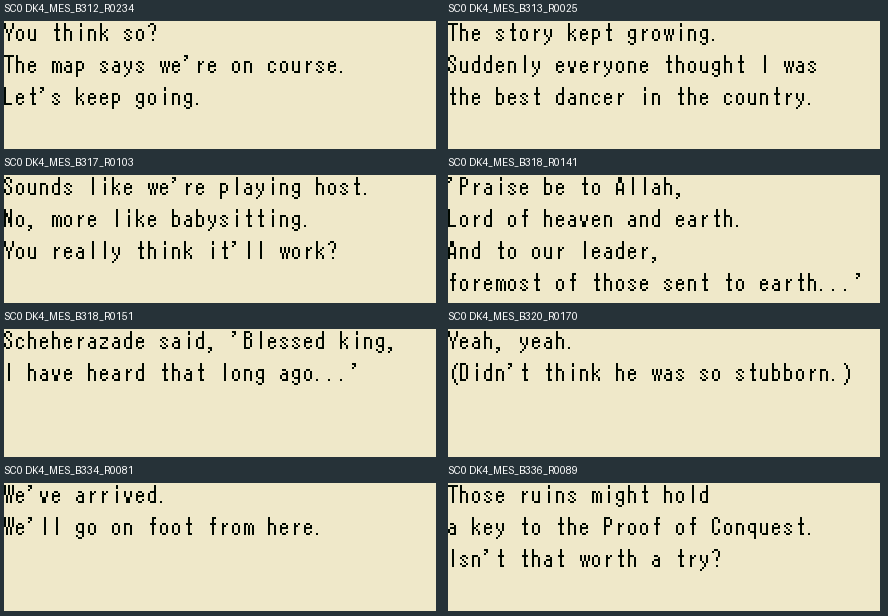 SC0 DK4_MES_B312_R0234
You think so?
The map says we're on course.
Let's keep going.
SC0 DK4_MES_B313_R0025
The story kept growing.
Suddenly everyone thought I was
the best dancer in the country.
SC0 DK4_MES_B317_R0103
Sounds like we're playing host.
No, more like babysitting.
You really think it'll work?
SC0 DK4_MES_B318_R0141
'Praise be to Allah,
Lord of heaven and earth.
And to our leader,
foremost of those sent to earth...'
SC0 DK4_MES_B318_R0151
Scheherazade said, 'Blessed king,
I have heard that long ago...'
SC0 DK4_MES_B320_R0170
Yeah, yeah.
(Didn't think he was so stubborn.)
SC0 DK4_MES_B334_R0081
We've arrived.
We'll go on foot from here.
SC0 DK4_MES_B336_R0089
Those ruins might hold
a key to the Proof of Conquest.
Isn't that worth a try?